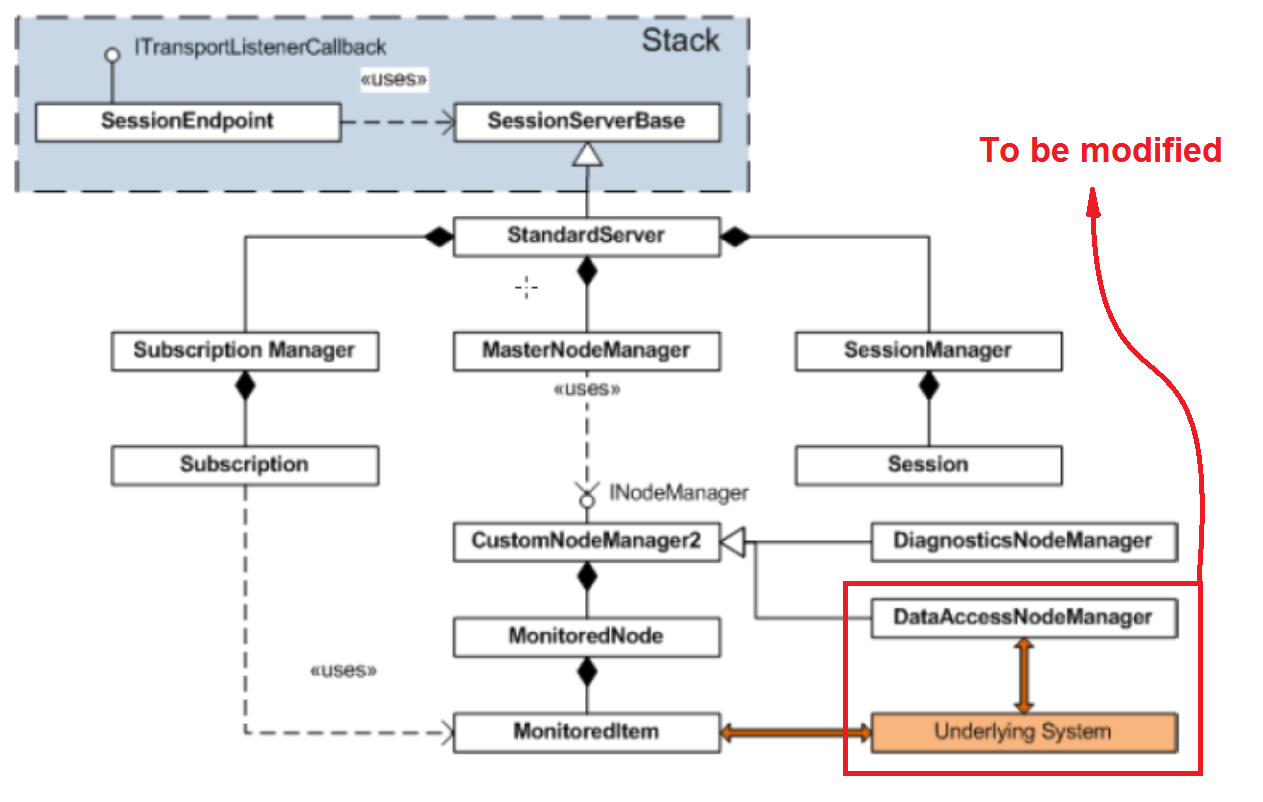 Stack
ITransportListenerCallback
«uses»
SessionEndpoint
SessionServerBase
To be modified
StandardServer
Subscription Manager
MasterNodeManager
SessionManager
«uses»
Subscription
Session
INodeManager
CustomNodeManager2
DiagnosticsNodeManager
DataAccessNodeManager
MonitoredNode
«uses»
MonitoredItem
Underlying System